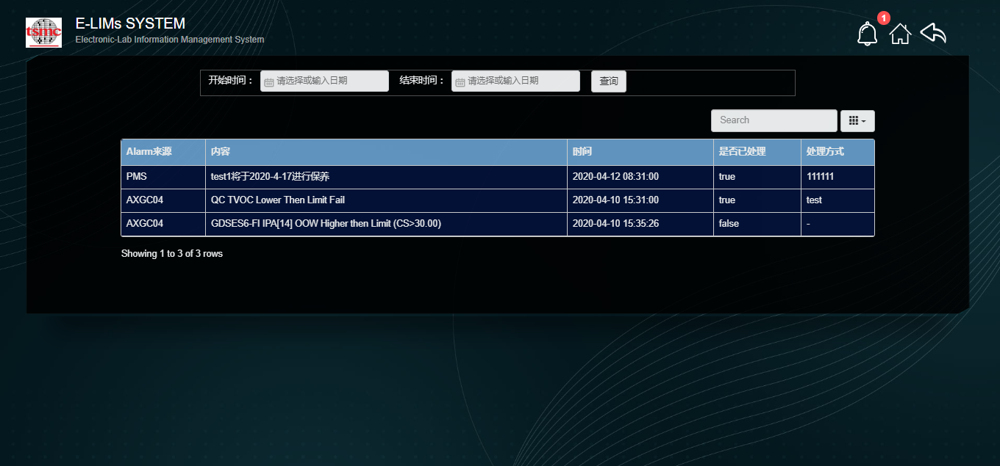 tsmc
E-LIMs SYSTEM
Electronic-Lab Information Management System
1
开始时间： 请选择或输入日期 结束时间： 请选择或输入日期 查询
Search
Alarm来源 内容 时间 是否已处理 处理方式
PMS test1将于2020-4-17进行保养 2020-04-12 08:31:00 true 111111
AXGC04 QC TVOC Lower Then Limit Fail 2020-04-10 15:31:00 true test
AXGC04 GDSES6-FI IPA[14] OOW Higher then Limit (CS>30.00) 2020-04-10 15:35:26 false -
Showing 1 to 3 of 3 rows